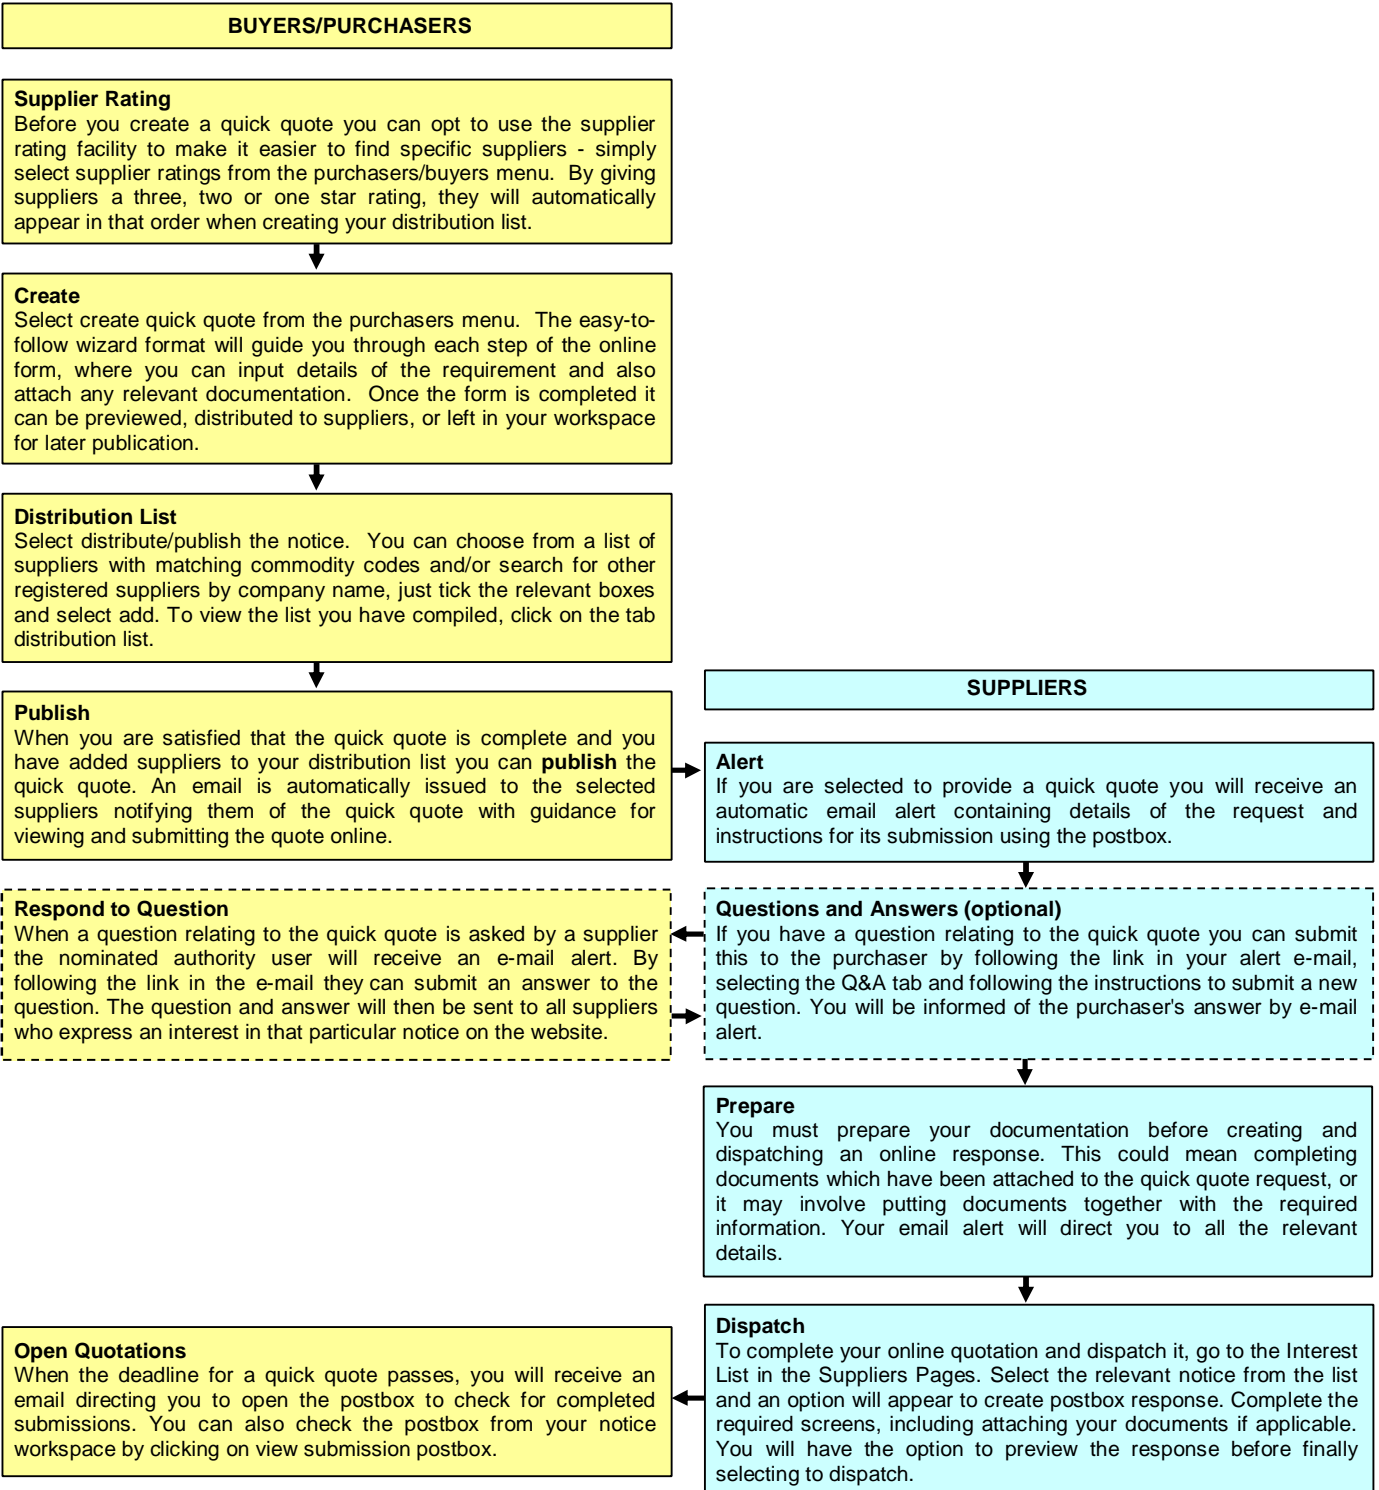 BUYERS/PURCHASERS
Supplier Rating
Before you create a quick quote you can opt to use the supplier
rating facility to make it easier to find specific suppliers - simply
select supplier ratings from the purchasers/buyers menu.  By giving
suppliers a three, two or one star rating, they will automatically
appear in that order when creating your distribution list.
Create
Select create quick quote from the purchasers menu.  The easy-to-
follow wizard format will guide you through each step of the online
form, where you can input details of the requirement and also
attach any relevant documentation.  Once the form is completed it
can be previewed, distributed to suppliers, or left in your workspace
for later publication.
Distribution List
Select distribute/publish the notice.  You can choose from a list of
suppliers with matching commodity codes and/or search for other
registered suppliers by company name, just tick the relevant boxes
and select add. To view the list you have compiled, click on the tab
distribution list.
Publish
When you are satisfied that the quick quote is complete and you
have added suppliers to your distribution list you can publish the
quick quote. An email is automatically issued to the selected
suppliers notifying them of the quick quote with guidance for
viewing and submitting the quote online.
SUPPLIERS
Alert
If you are selected to provide a quick quote you will receive an
automatic email alert containing details of the request and
instructions for its submission using the postbox.
Respond to Question
When a question relating to the quick quote is asked by a supplier
the nominated authority user will receive an e-mail alert. By
following the link in the e-mail they can submit an answer to the
question. The question and answer will then be sent to all suppliers
who express an interest in that particular notice on the website.
Questions and Answers (optional)
If you have a question relating to the quick quote you can submit
this to the purchaser by following the link in your alert e-mail,
selecting the Q&A tab and following the instructions to submit a new
question. You will be informed of the purchaser's answer by e-mail
alert.
Prepare
You must prepare your documentation before creating and
dispatching an online response. This could mean completing
documents which have been attached to the quick quote request, or
it may involve putting documents together with the required
information. Your email alert will direct you to all the relevant
details.
Open Quotations
When the deadline for a quick quote passes, you will receive an
email directing you to open the postbox to check for completed
submissions. You can also check the postbox from your notice
workspace by clicking on view submission postbox.
Dispatch
To complete your online quotation and dispatch it, go to the Interest
List in the Suppliers Pages. Select the relevant notice from the list
and an option will appear to create postbox response. Complete the
required screens, including attaching your documents if applicable.
You will have the option to preview the response before finally
selecting to dispatch.